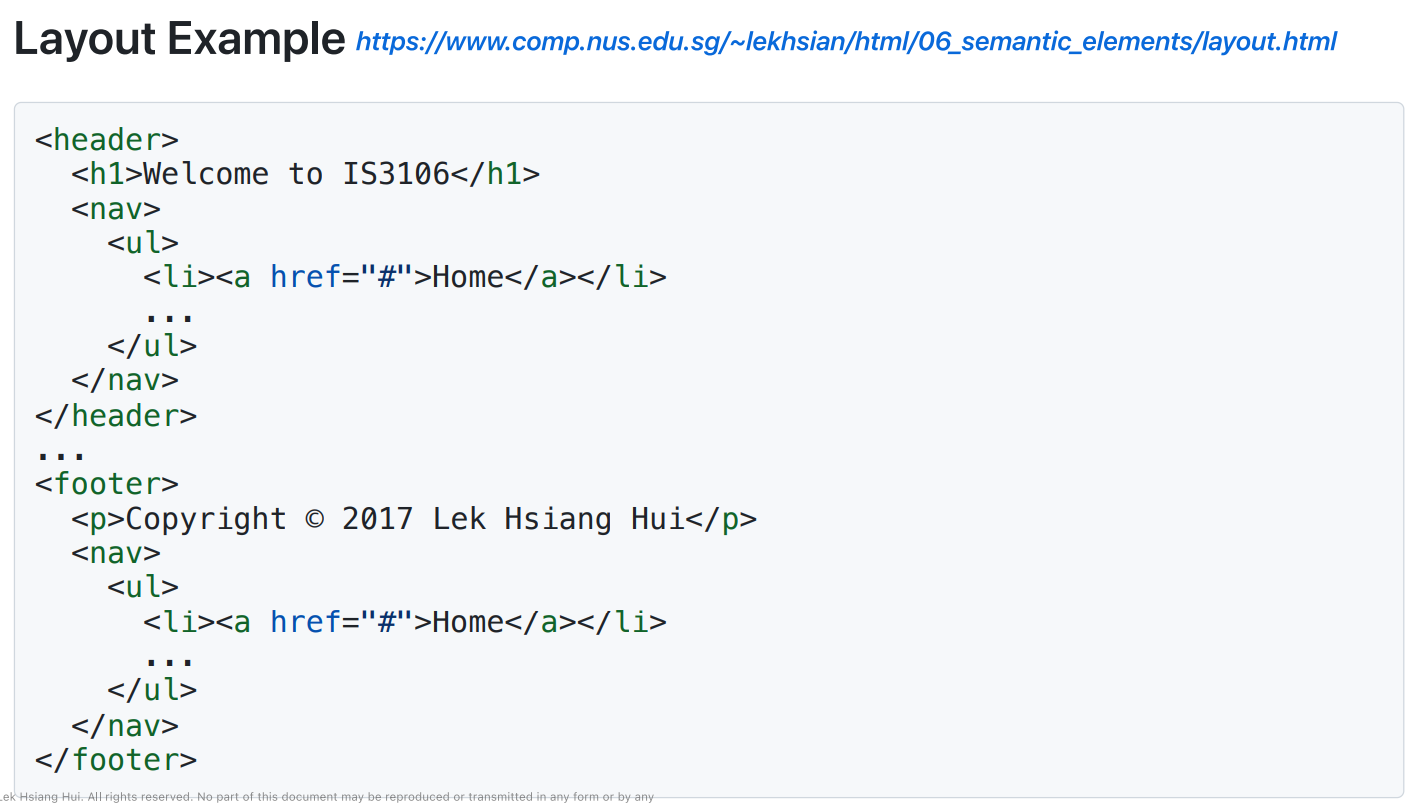 Layout Example https://www.comp.nus.edu.sg/~lekhsian/html/06_semantic_elements/layout.html
<header>
  <h1>Welcome to IS3106</h1>
  <nav>
    <ul>
      <li><a href="#">Home</a></li>
      ...
    </ul>
  </nav>
</header>
...
<footer>
  <p>Copyright © 2017 Lek Hsiang Hui</p>
  <nav>
    <ul>
      <li><a href="#">Home</a></li>
      ...
    </ul>
  </nav>
</footer>
Lek Hsiang Hui. All rights reserved. No part of this document may be reproduced or transmitted in any form or by any